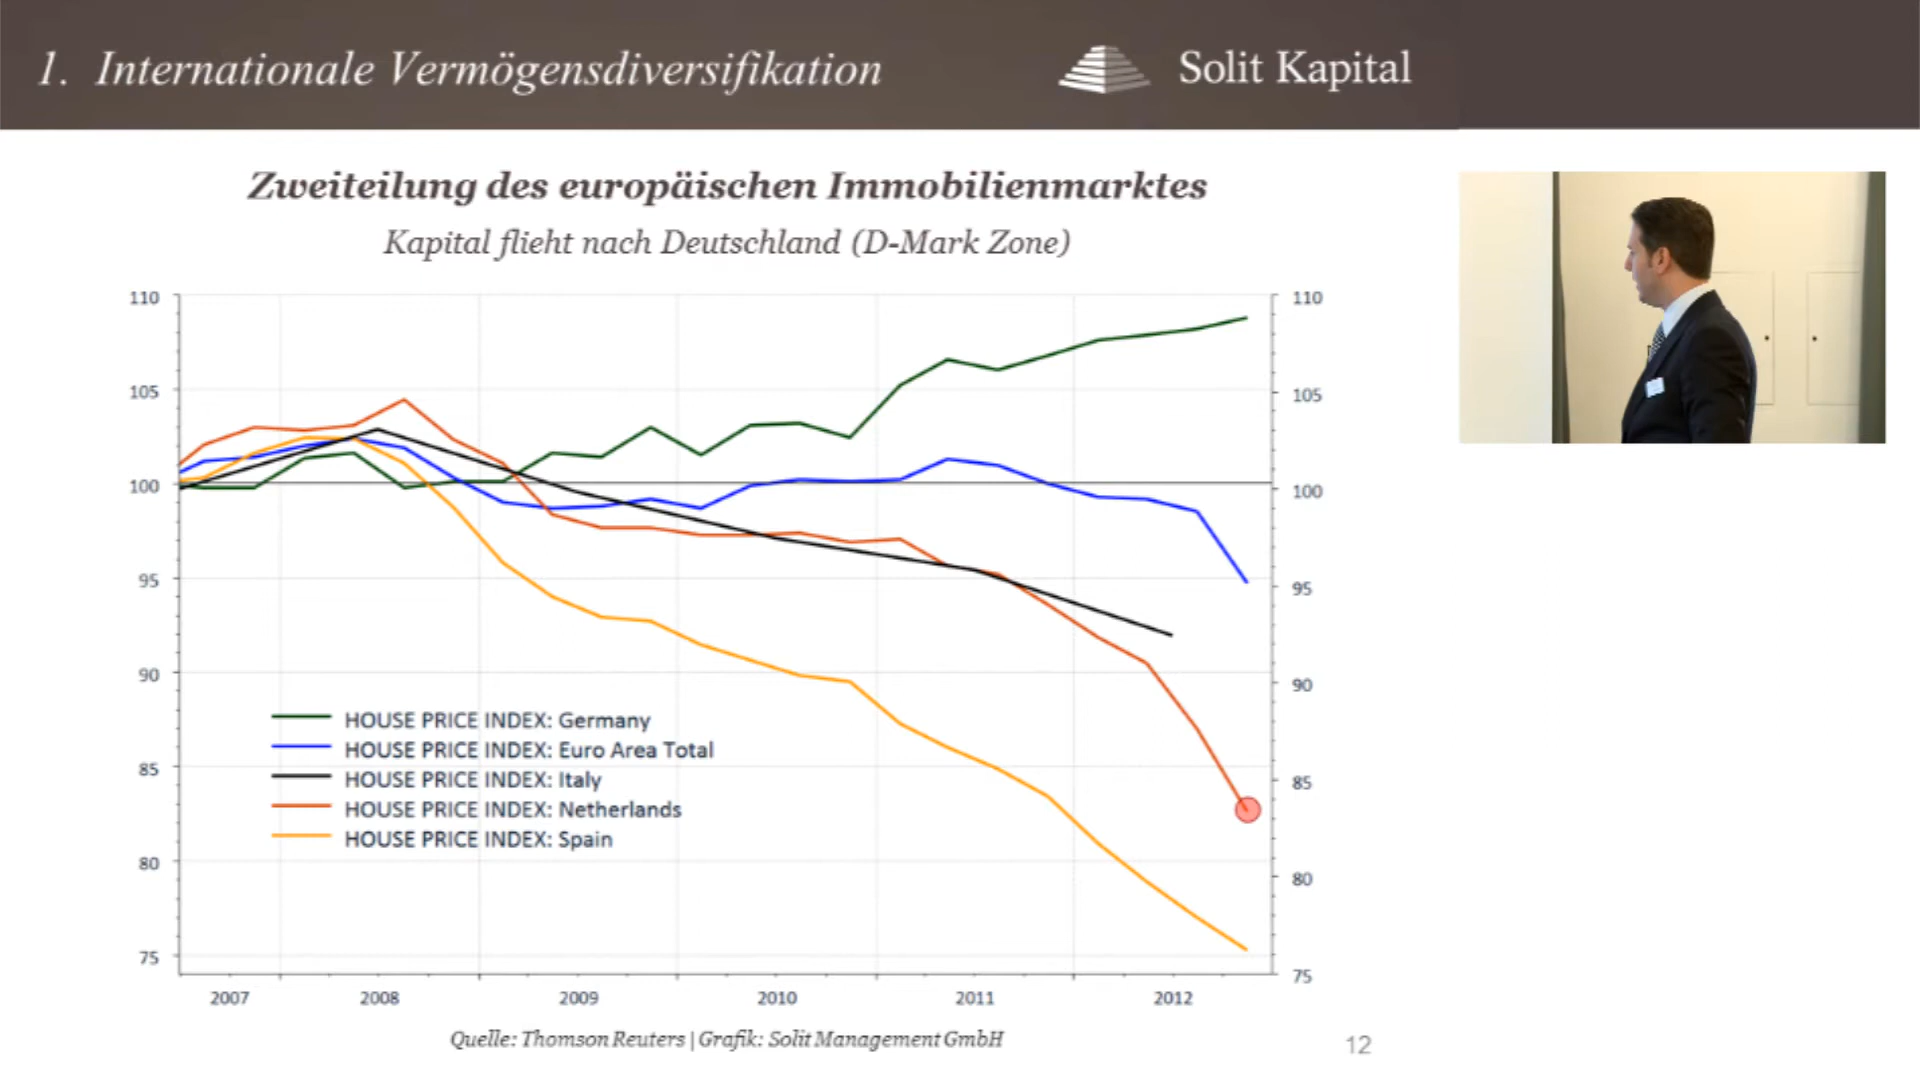 1. Internationale Vermögensdiversifikation
Solit Kapital
Zweiteilung des europäischen Immobilienmarktes
Kapital flieht nach Deutschland (D-Mark Zone)
110
105
100
95
90
85
80
75
110
105
100
95
90
85
80
75
HOUSE PRICE INDEX: Germany
HOUSE PRICE INDEX: Euro Area Total
HOUSE PRICE INDEX: Italy
HOUSE PRICE INDEX: Netherlands
HOUSE PRICE INDEX: Spain
2007 2008 2009 2010 2011 2012
Quelle: Thomson Reuters | Grafik: Solit Management GmbH
12